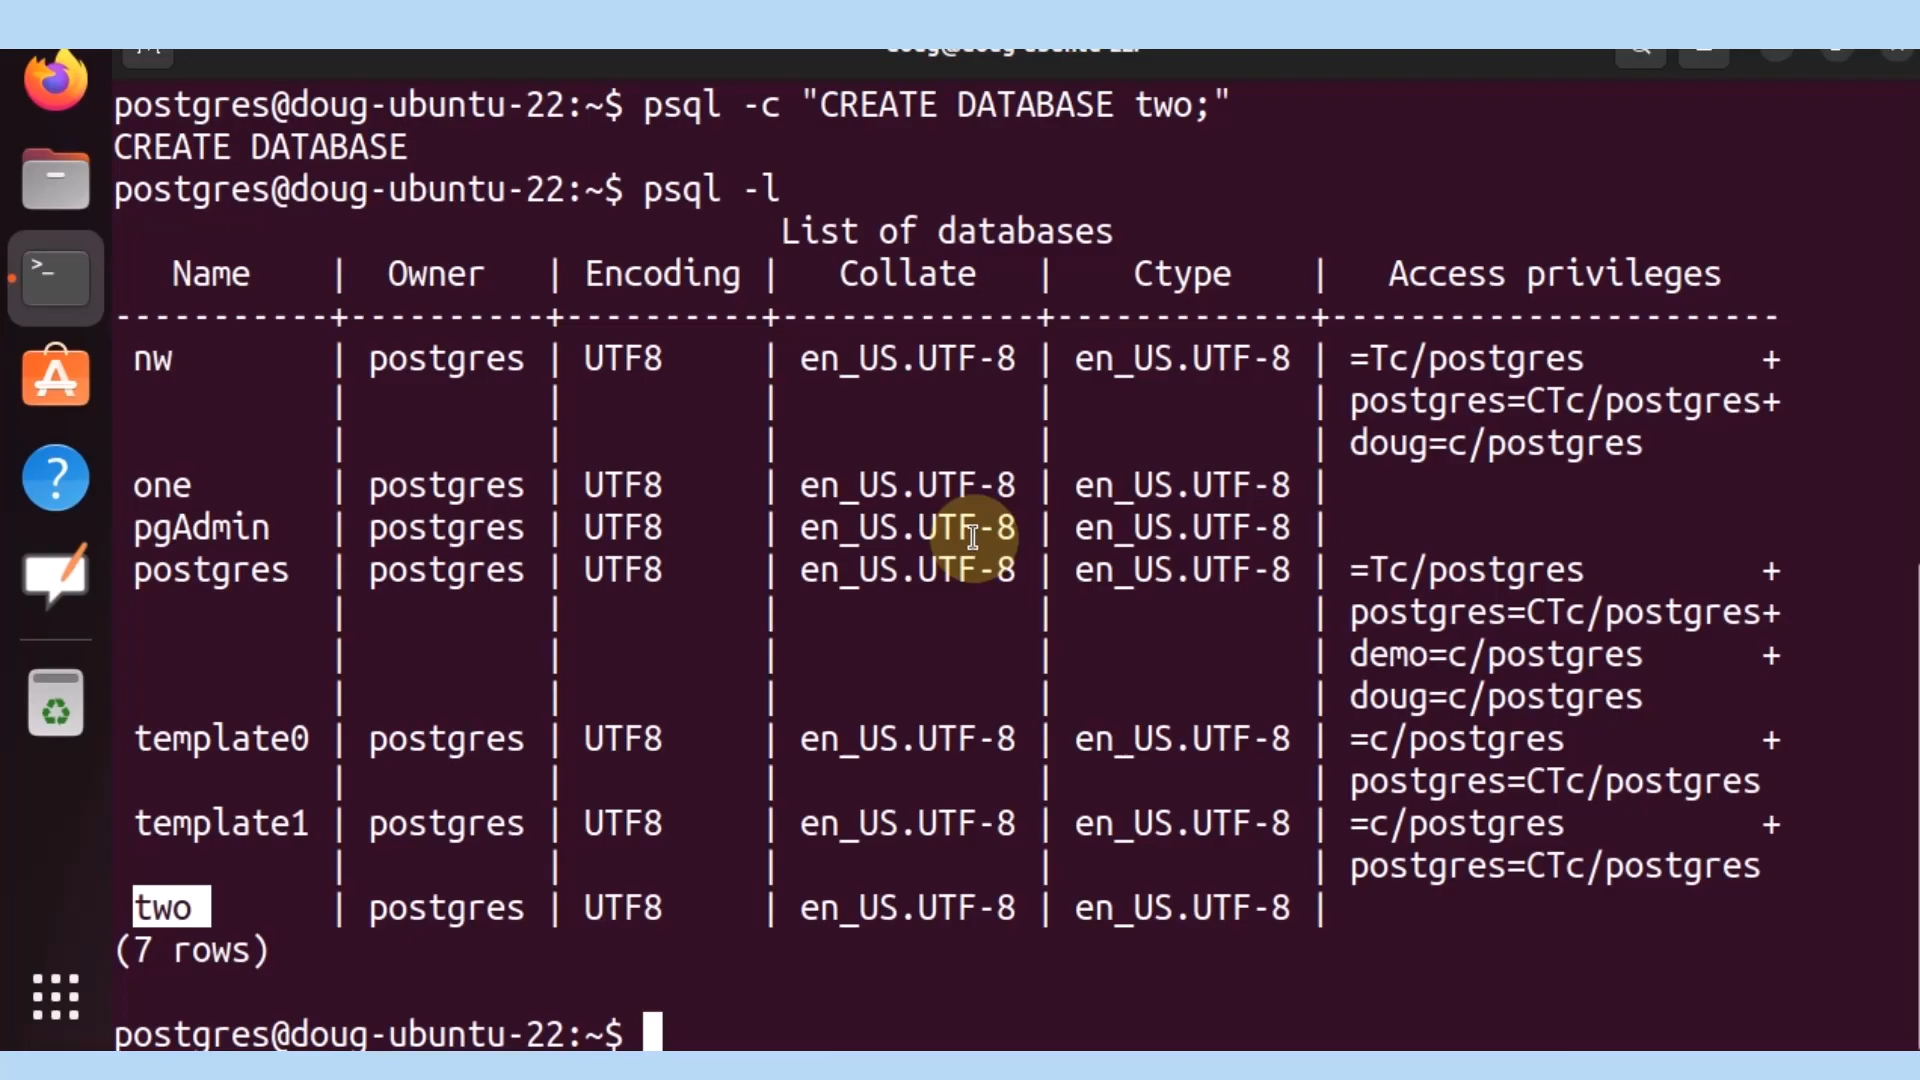 postgres@doug-ubuntu-22:~$ psql -c "CREATE DATABASE two;"
CREATE DATABASE
postgres@doug-ubuntu-22:~$ psql -l
List of databases
Name | Owner | Encoding | Collate | Ctype | Access privileges
-----------+----------+----------+-------------+-------------+-----------------------
nw | postgres | UTF8 | en_US.UTF-8 | en_US.UTF-8 | =Tc/postgres +
| | | | | postgres=CTc/postgres+
| | | | | doug=c/postgres
one | postgres | UTF8 | en_US.UTF-8 | en_US.UTF-8 |
pgAdmin | postgres | UTF8 | en_US.UTF-8 | en_US.UTF-8 |
postgres | postgres | UTF8 | en_US.UTF-8 | en_US.UTF-8 | =Tc/postgres +
| | | | | postgres=CTc/postgres+
| | | | | demo=c/postgres +
| | | | | doug=c/postgres
template0 | postgres | UTF8 | en_US.UTF-8 | en_US.UTF-8 | =c/postgres +
| | | | | postgres=CTc/postgres
template1 | postgres | UTF8 | en_US.UTF-8 | en_US.UTF-8 | =c/postgres +
| | | | | postgres=CTc/postgres
two | postgres | UTF8 | en_US.UTF-8 | en_US.UTF-8 |
(7 rows)
postgres@doug-ubuntu-22:~$